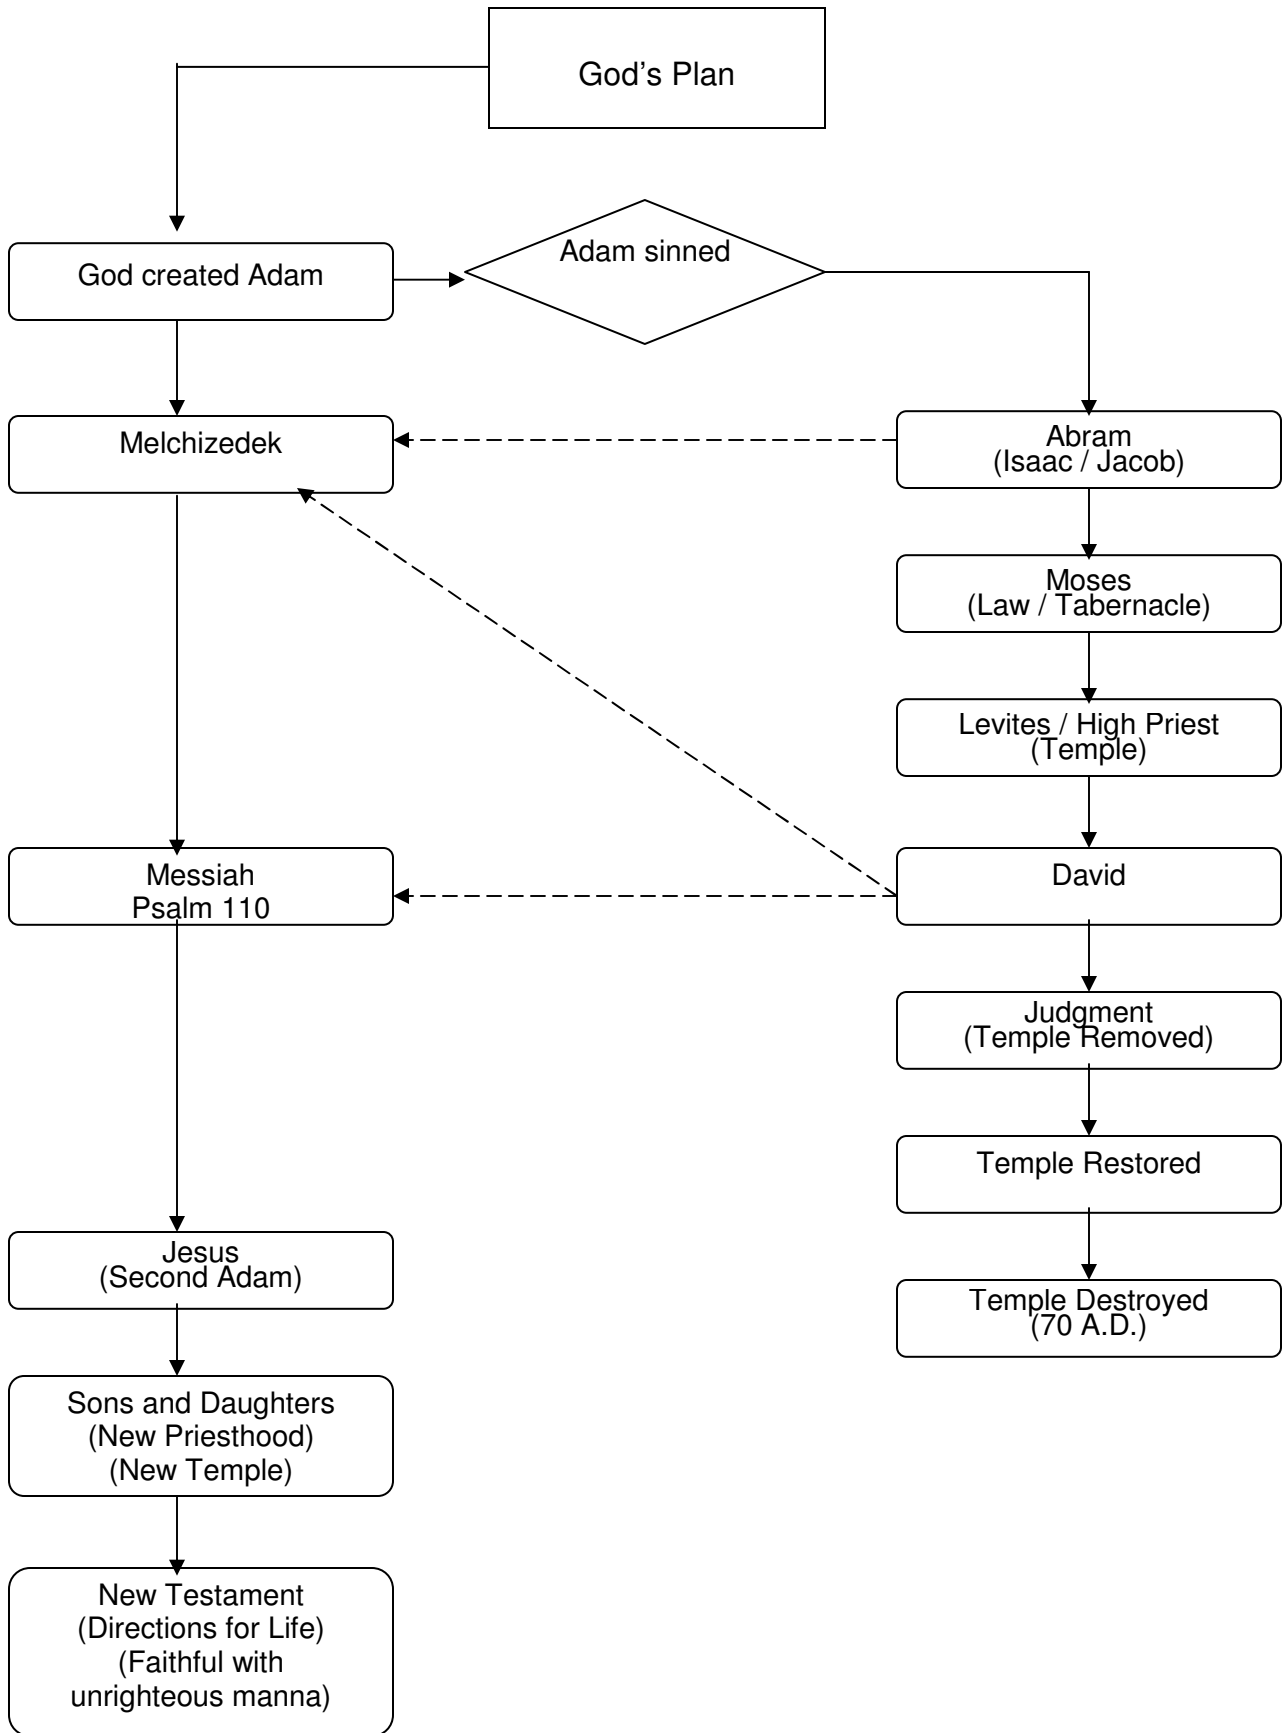 God's Plan
God created Adam
Adam sinned
Melchizedek
Abram
(Isaac / Jacob)
Moses
(Law / Tabernacle)
Levites / High Priest
(Temple)
Messiah
Psalm 110
David
Judgment
(Temple Removed)
Temple Restored
Jesus
(Second Adam)
Temple Destroyed
(70 A.D.)
Sons and Daughters
(New Priesthood)
(New Temple)
New Testament
(Directions for Life)
(Faithful with
unrighteous manna)